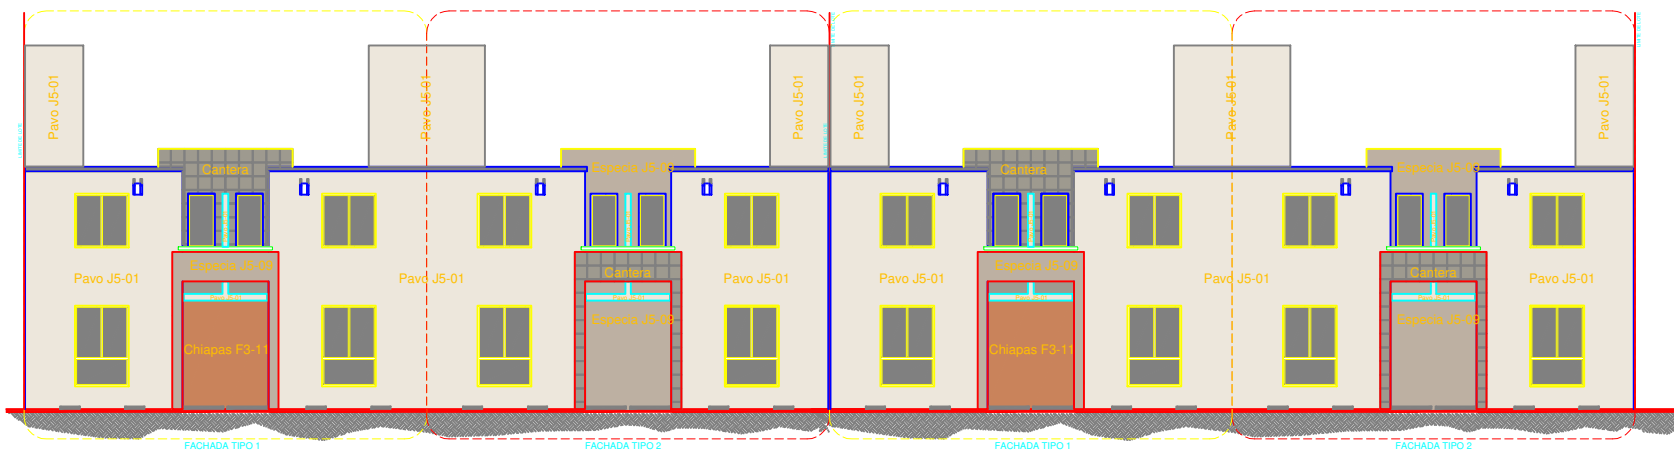 Pavo J5-01
Pavo J5-01
Pavo J5-01
Pavo J5-01
Pavo J5-01
Pavo J5-01
Cantera
Especia J5-09
Cantera
Especia J5-09
Pavo J5-01
Especia J5-09
Pavo J5-01
Cantera
Pavo J5-01
Pavo J5-01
Especia J5-09
Pavo J5-01
Cantera
Pavo J5-01
Chiapas F3-11
Especia J5-09
Chiapas F3-11
Especia J5-09
FACHADA TIPO 1
FACHADA TIPO 2
FACHADA TIPO 1
FACHADA TIPO 2